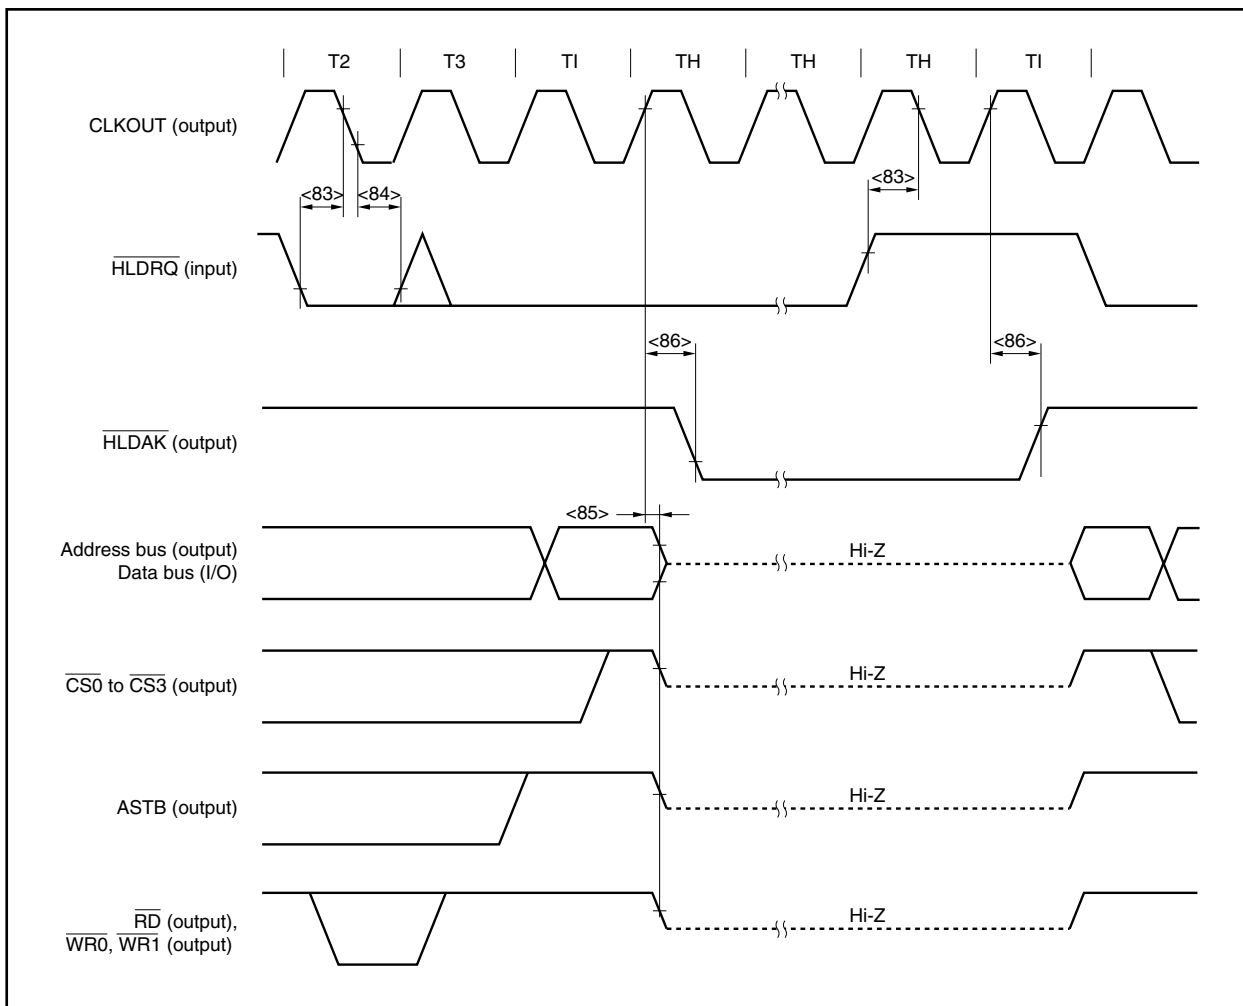 T2 T3 TI TH TH TH TI
CLKOUT (output)
<83> <84> <83>
HLDRQ (input)
<86> <86>
HLDAK (output)
<85>
Address bus (output)
Data bus (I/O)
Hi-Z
CS0 to CS3 (output)
Hi-Z
ASTB (output)
Hi-Z
RD (output),
WR0, WR1 (output)
Hi-Z